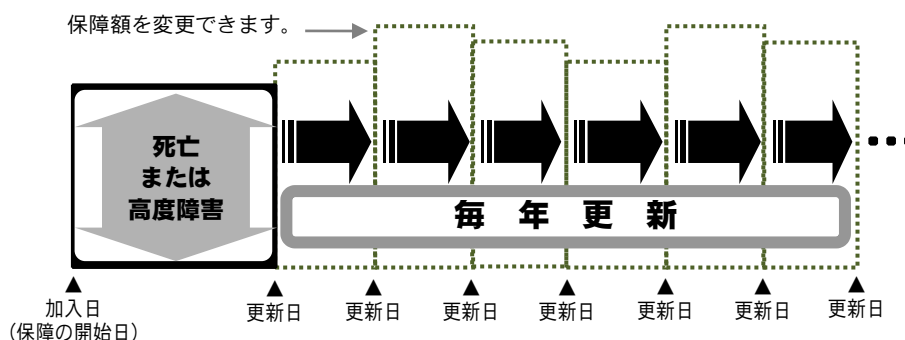 保障額を変更できます。
死亡
または
高度障害
毎年更新
▲ ▲ ▲ ▲ ▲ ▲ ▲ ▲
加入日 更新日 更新日 更新日 更新日 更新日 更新日 更新日
(保障の開始日)